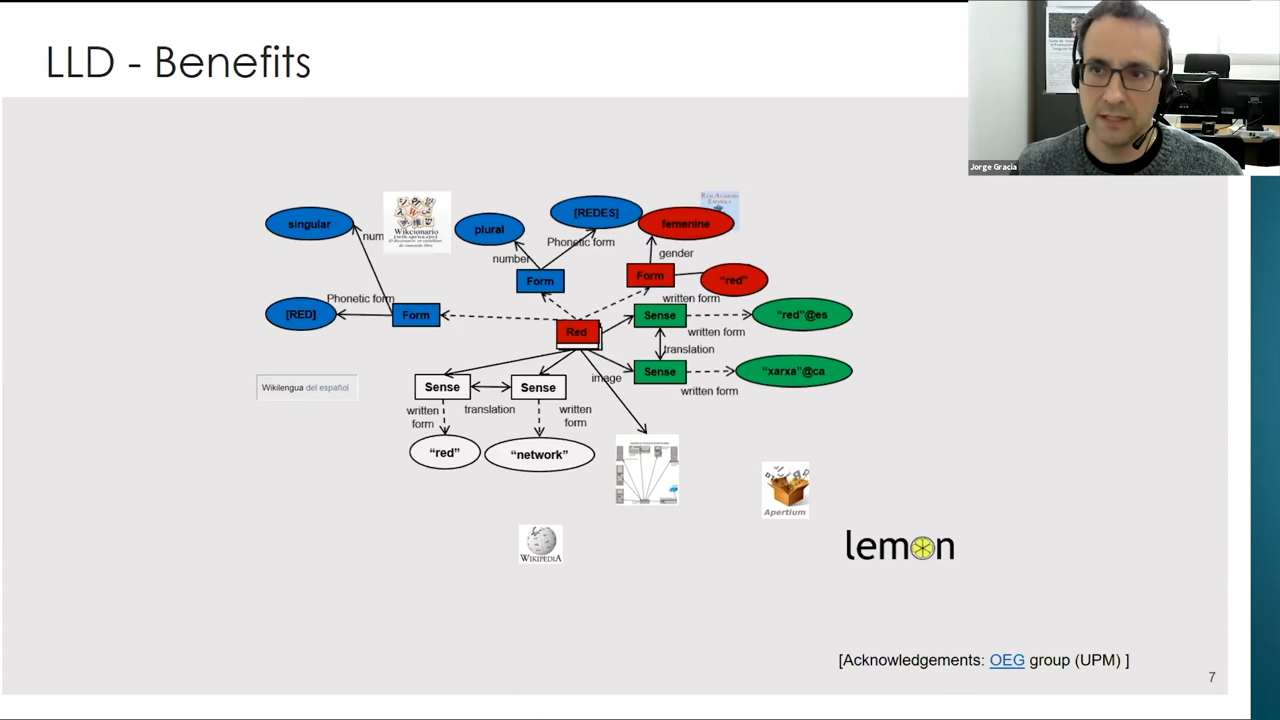 LLD - Benefits
Jorge Gracia
singular
num
Wikcionario
plural
[REDES]
femenine
number
Phonetic form
gender
Form
Form
"red"
written form
[RED]
Phonetic form
Form
Red
Sense
"red"@es
written form
translation
image
Sense
"xarxa"@ca
written form
Wikilengua del español
Sense
Sense
written
form
translation
written
form
"red"
"network"
Apertium
WIKIPEDIA
lemon
[Acknowledgements: OEG group (UPM) ]
7